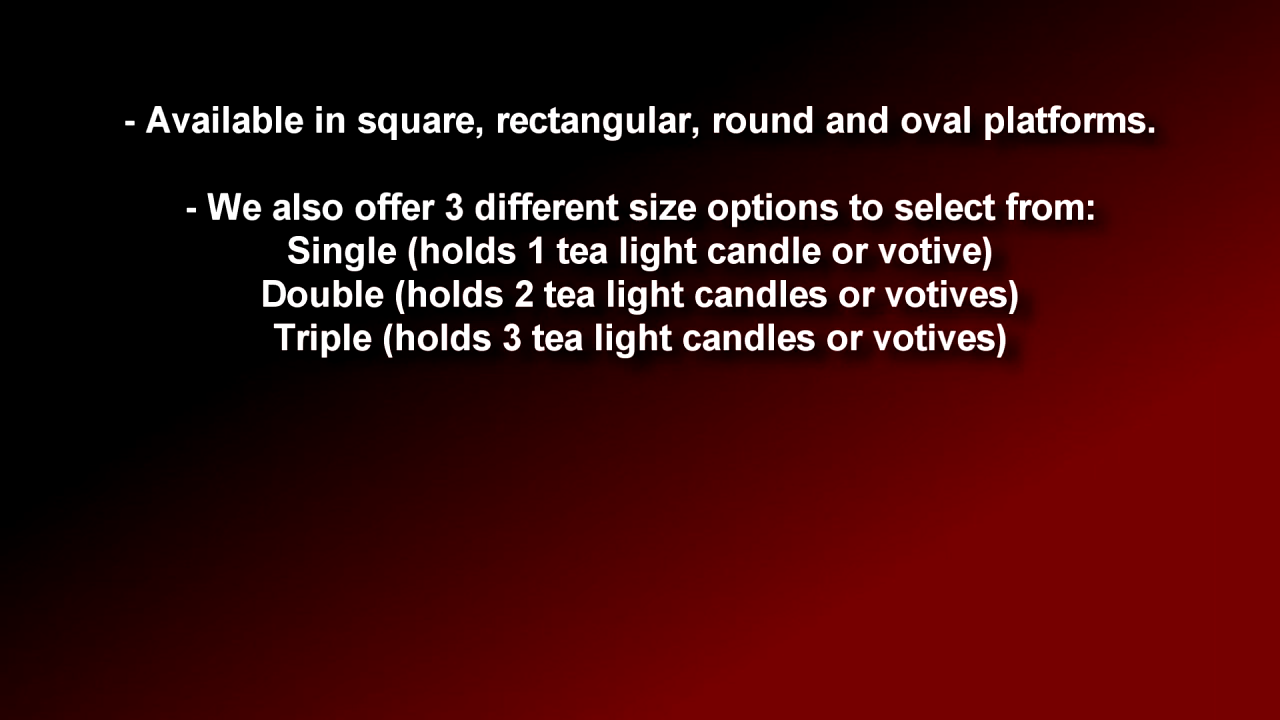 - Available in square, rectangular, round and oval platforms.
- We also offer 3 different size options to select from:
Single (holds 1 tea light candle or votive)
Double (holds 2 tea light candles or votives)
Triple (holds 3 tea light candles or votives)